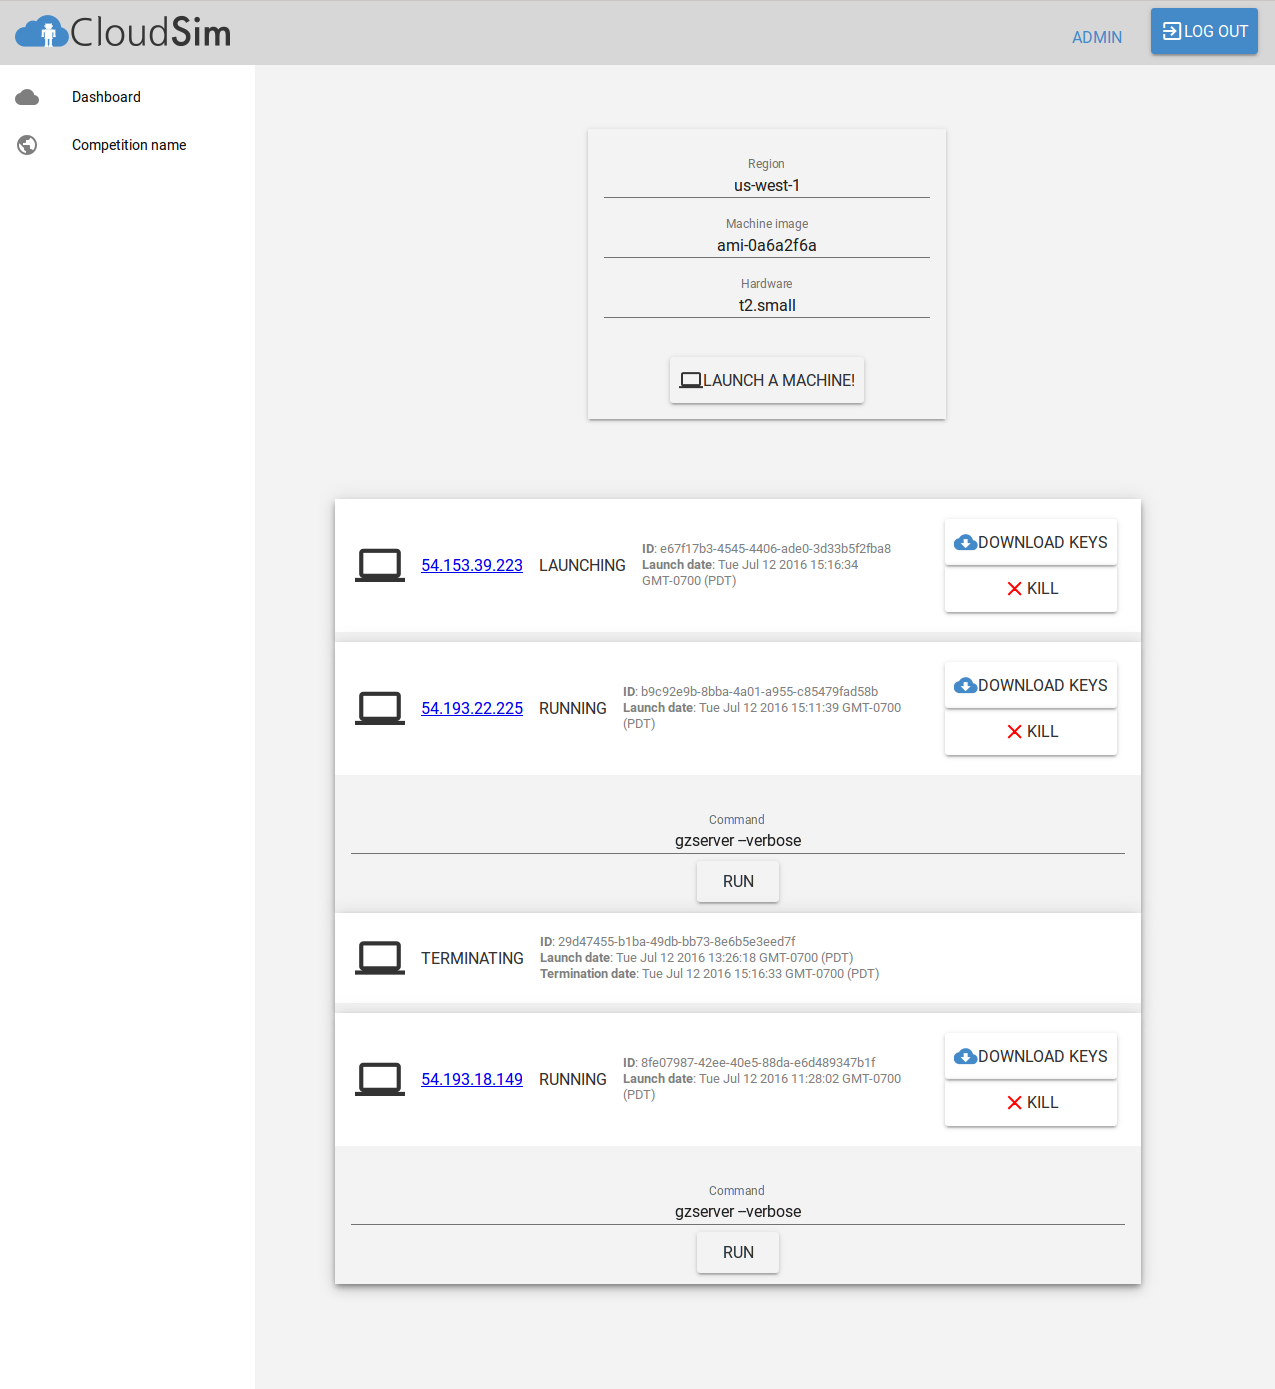 CloudSim
ADMIN
LOG OUT
Dashboard
Competition name
Region
us-west-1
Machine image
ami-0a6a2f6a
Hardware
t2.small
LAUNCH A MACHINE!
54.153.39.223
LAUNCHING
ID: e67f17b3-4545-4406-ade0-3d33b5f2fba8
Launch date: Tue Jul 12 2016 15:16:34
GMT-0700 (PDT)
DOWNLOAD KEYS
KILL
54.193.22.225
RUNNING
ID: b9c92e9b-8bba-4a01-a955-c85479fad58b
Launch date: Tue Jul 12 2016 15:11:39 GMT-0700
(PDT)
DOWNLOAD KEYS
KILL
Command
gzserver --verbose
RUN
TERMINATING
ID: 29d47455-b1ba-49db-bb73-8e6b5e3eed7f
Launch date: Tue Jul 12 2016 13:26:18 GMT-0700 (PDT)
Termination date: Tue Jul 12 2016 15:16:33 GMT-0700 (PDT)
54.193.18.149
RUNNING
ID: 8fe07987-42ee-40e5-88da-e6d489347b1f
Launch date: Tue Jul 12 2016 11:28:02 GMT-0700
(PDT)
DOWNLOAD KEYS
KILL
Command
gzserver --verbose
RUN